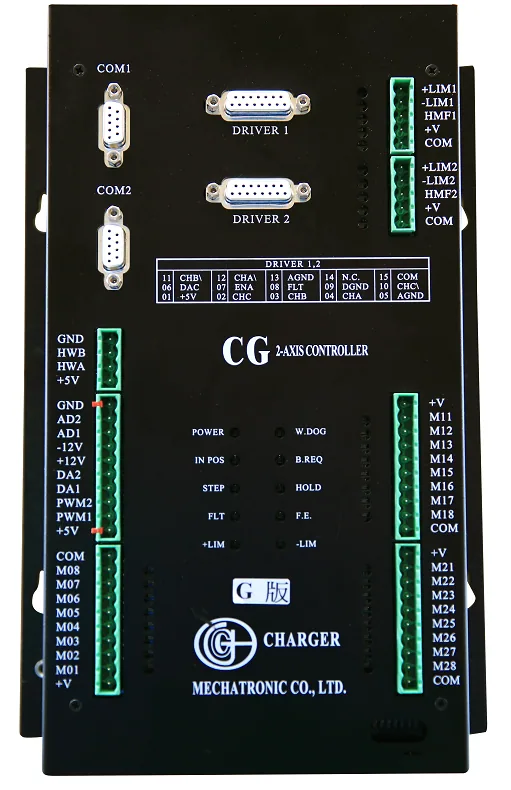 COM1
COM2
DRIVER 1
DRIVER 2
+LIM1
-LIM1
HMF1
+V
COM
+LIM2
-LIM2
HMF2
+V
COM
DRIVER 1,2
11 CHB\ 12 CHA\ 13 AGND 14 N.C. 15 COM
06 DAC 07 ENA 08 FLT 09 DGND 10 CHC\
01 +5V 02 CHC 03 CHB 04 CHA 05 AGND
CG 2-AXIS CONTROLLER
GND
HWB
HWA
+5V
GND
AD2
AD1
-12V
+12V
DA2
DA1
PWM2
PWM1
+5V
COM
M08
M07
M06
M05
M04
M03
M02
M01
+V
POWER W.DOG
IN POS B.REQ
STEP HOLD
FLT F.E.
+LIM -LIM
+V
M11
M12
M13
M14
M15
M16
M17
M18
COM
+V
M21
M22
M23
M24
M25
M26
M27
M28
COM
G 版
CHARGER
MECHATRONIC CO., LTD.